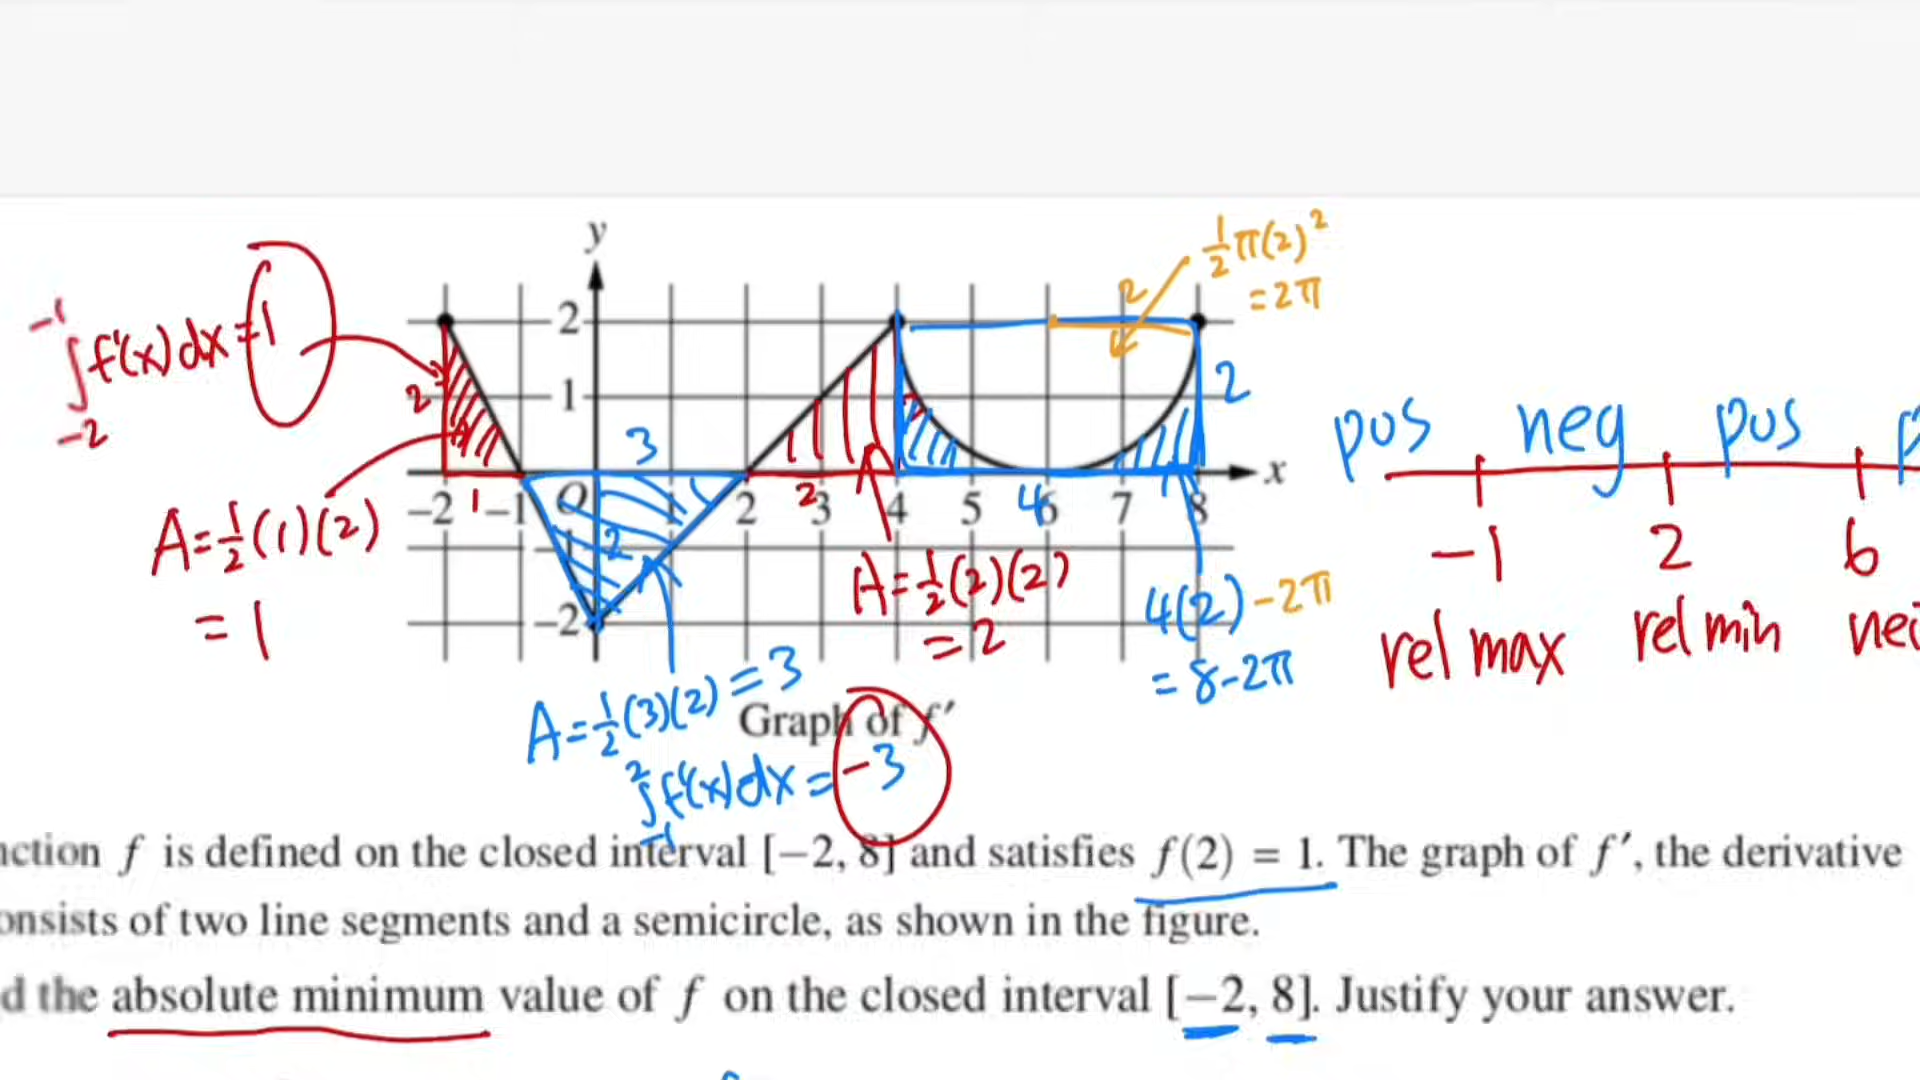 y
½π(2)²
= 2π
∫₋₂⁻¹ f'(x) dx = 1
2
2
2
1
2
3
pos neg pos
x
O
-2 1 -1 1 2 3 4 5 6 7 8
2
4
-1
2
-2
A = ½(1)(2)
= 1
A = ½(2)(2)
= 2
4(2) - 2π
= 8 - 2π
-1 2 6
rel max rel min
A = ½(3)(2) = 3
Graph of f′
∫₋₁² f'(x) dx = -3
f is defined on the closed interval [−2, 8] and satisfies f(2) = 1. The graph of f′, the derivative
of two line segments and a semicircle, as shown in the figure.
the absolute minimum value of f on the closed interval [−2, 8]. Justify your answer.